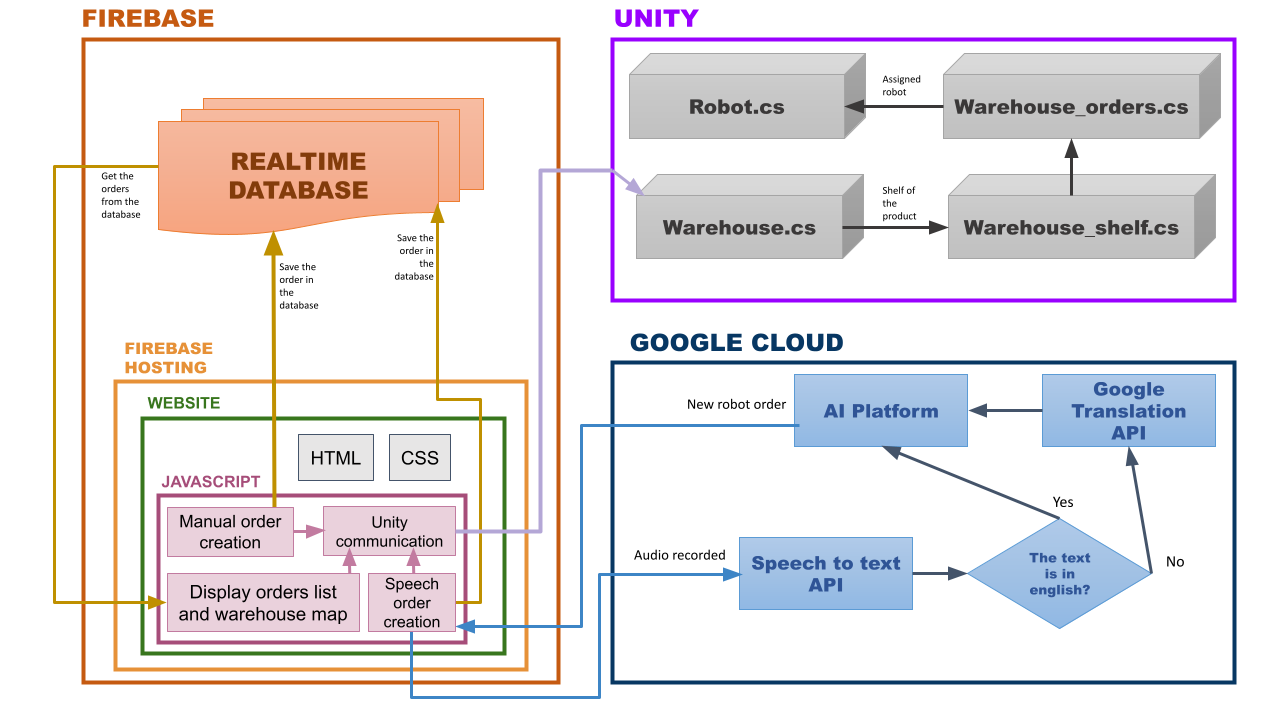 FIREBASE
REALTIME
DATABASE
Get the
orders
from the
database
Save the
order in
the
database
Save the
order in
the
database
FIREBASE
HOSTING
WEBSITE
HTML
CSS
JAVASCRIPT
Manual order
creation
Unity
communication
Display orders list
and warehouse map
Speech
order
creation
UNITY
Robot.cs
Assigned
robot
Warehouse_orders.cs
Warehouse.cs
Shelf of
the
product
Warehouse_shelf.cs
GOOGLE CLOUD
New robot order
AI Platform
Google
Translation
API
Yes
Audio recorded
Speech to text
API
The text
is in
english?
No